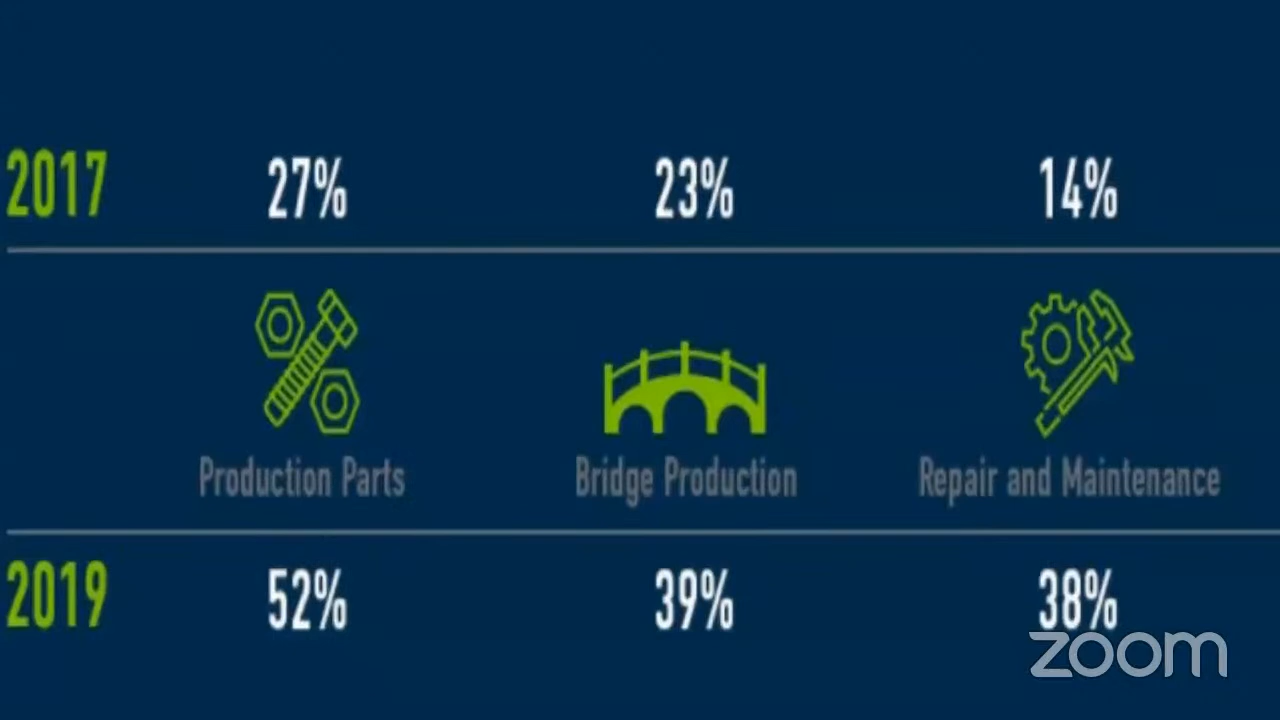 2017 27% 23% 14%
Production Parts Bridge Production Repair and Maintenance
2019 52% 39% 38%
zoom